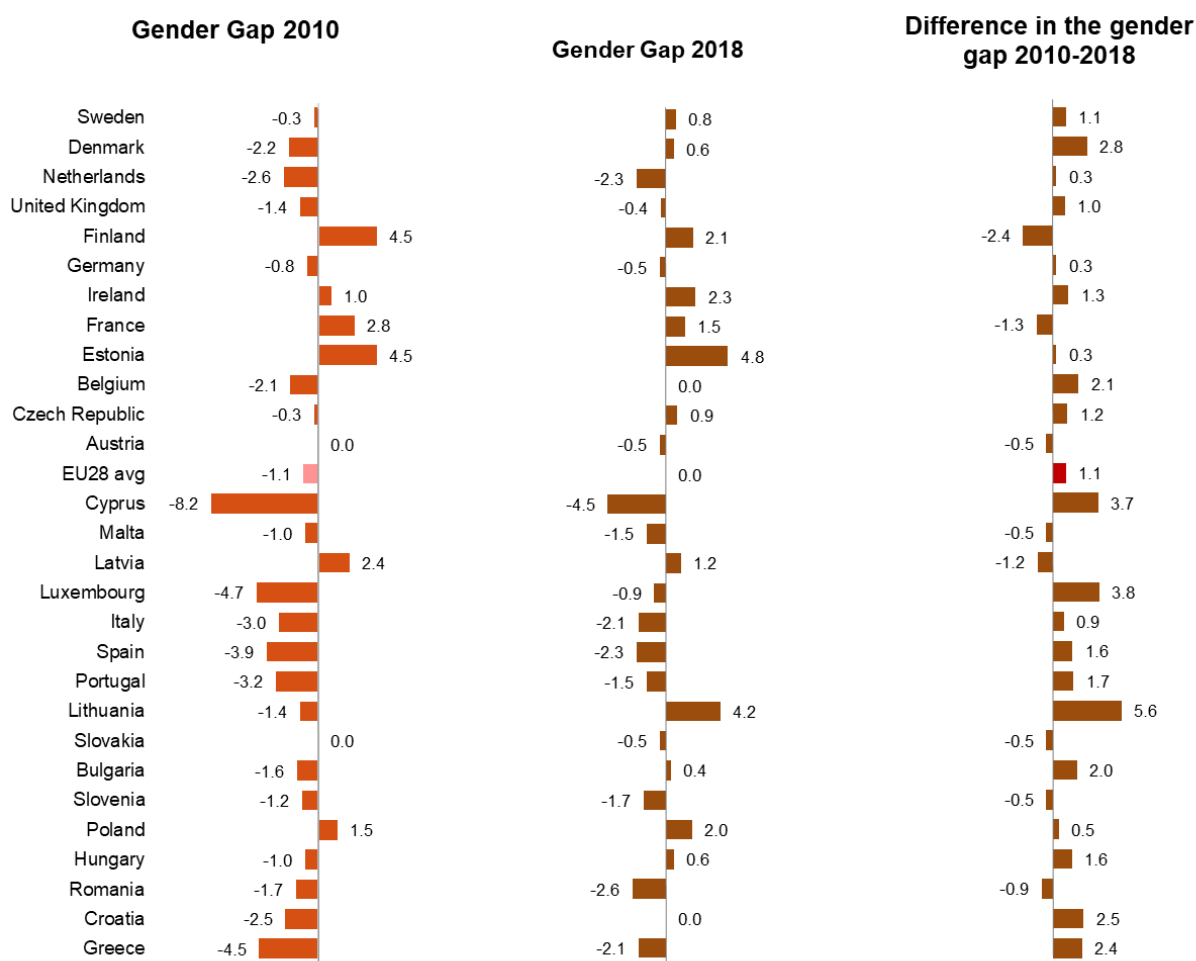 Gender Gap 2010
Gender Gap 2018
Difference in the gender
gap 2010-2018
Sweden -0.3 0.8 1.1
Denmark -2.2 0.6 2.8
Netherlands -2.6 -2.3 0.3
United Kingdom -1.4 -0.4 1.0
Finland 4.5 2.1 -2.4
Germany -0.8 -0.5 0.3
Ireland 1.0 2.3 1.3
France 2.8 1.5 -1.3
Estonia 4.5 4.8 0.3
Belgium -2.1 0.0 2.1
Czech Republic -0.3 0.9 1.2
Austria 0.0 -0.5 -0.5
EU28 avg -1.1 0.0 1.1
Cyprus -8.2 -4.5 3.7
Malta -1.0 -1.5 -0.5
Latvia 2.4 1.2 -1.2
Luxembourg -4.7 -0.9 3.8
Italy -3.0 -2.1 0.9
Spain -3.9 -2.3 1.6
Portugal -3.2 -1.5 1.7
Lithuania -1.4 4.2 5.6
Slovakia 0.0 -0.5 -0.5
Bulgaria -1.6 0.4 2.0
Slovenia -1.2 -1.7 -0.5
Poland 1.5 2.0 0.5
Hungary -1.0 0.6 1.6
Romania -1.7 -2.6 -0.9
Croatia -2.5 0.0 2.5
Greece -4.5 -2.1 2.4